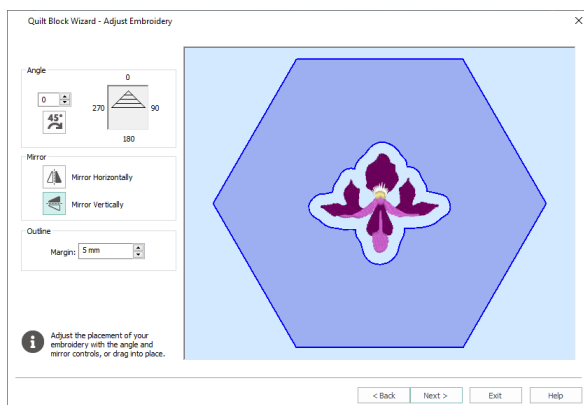 Quilt Block Wizard - Adjust Embroidery
Angle
0
0
45°
270
90
180
Mirror
Mirror Horizontally
Mirror Vertically
Outline
Margin: 5 mm
Adjust the placement of your
embroidery with the angle and
mirror controls, or drag into place.
< Back
Next >
Exit
Help